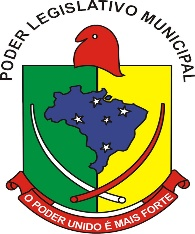 PODER LEGISLATIVO MUNICIPAL
O PODER UNIDO É MAIS FORTE